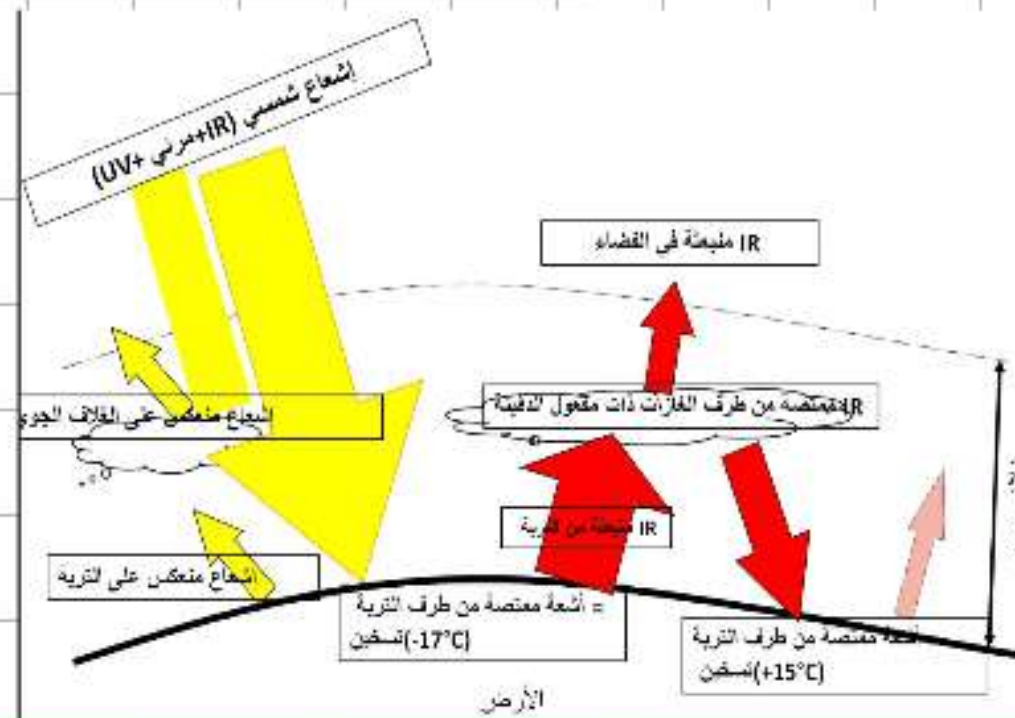 إشعاع شمسي (IR+مرئي +UV)
IR منبعثة في الفضاء
إشعاع منعكس على الغلاف الجوي
IR ممتصة من طرف الغازات ذات مفعول الدفيئة
IR منبعثة من التربة
إشعاع منعكس على التربة
= أشعة ممتصة من طرف التربة
تسخين(-17°C)
أشعة ممتصة من طرف التربة
تسخين(+15°C)
الأرض